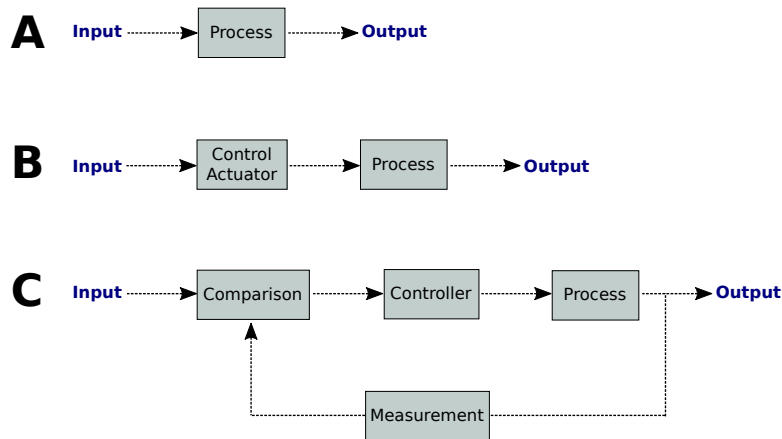 A
Input
Process
Output
B
Input
Control
Actuator
Process
Output
C
Input
Comparison
Controller
Process
Output
Measurement